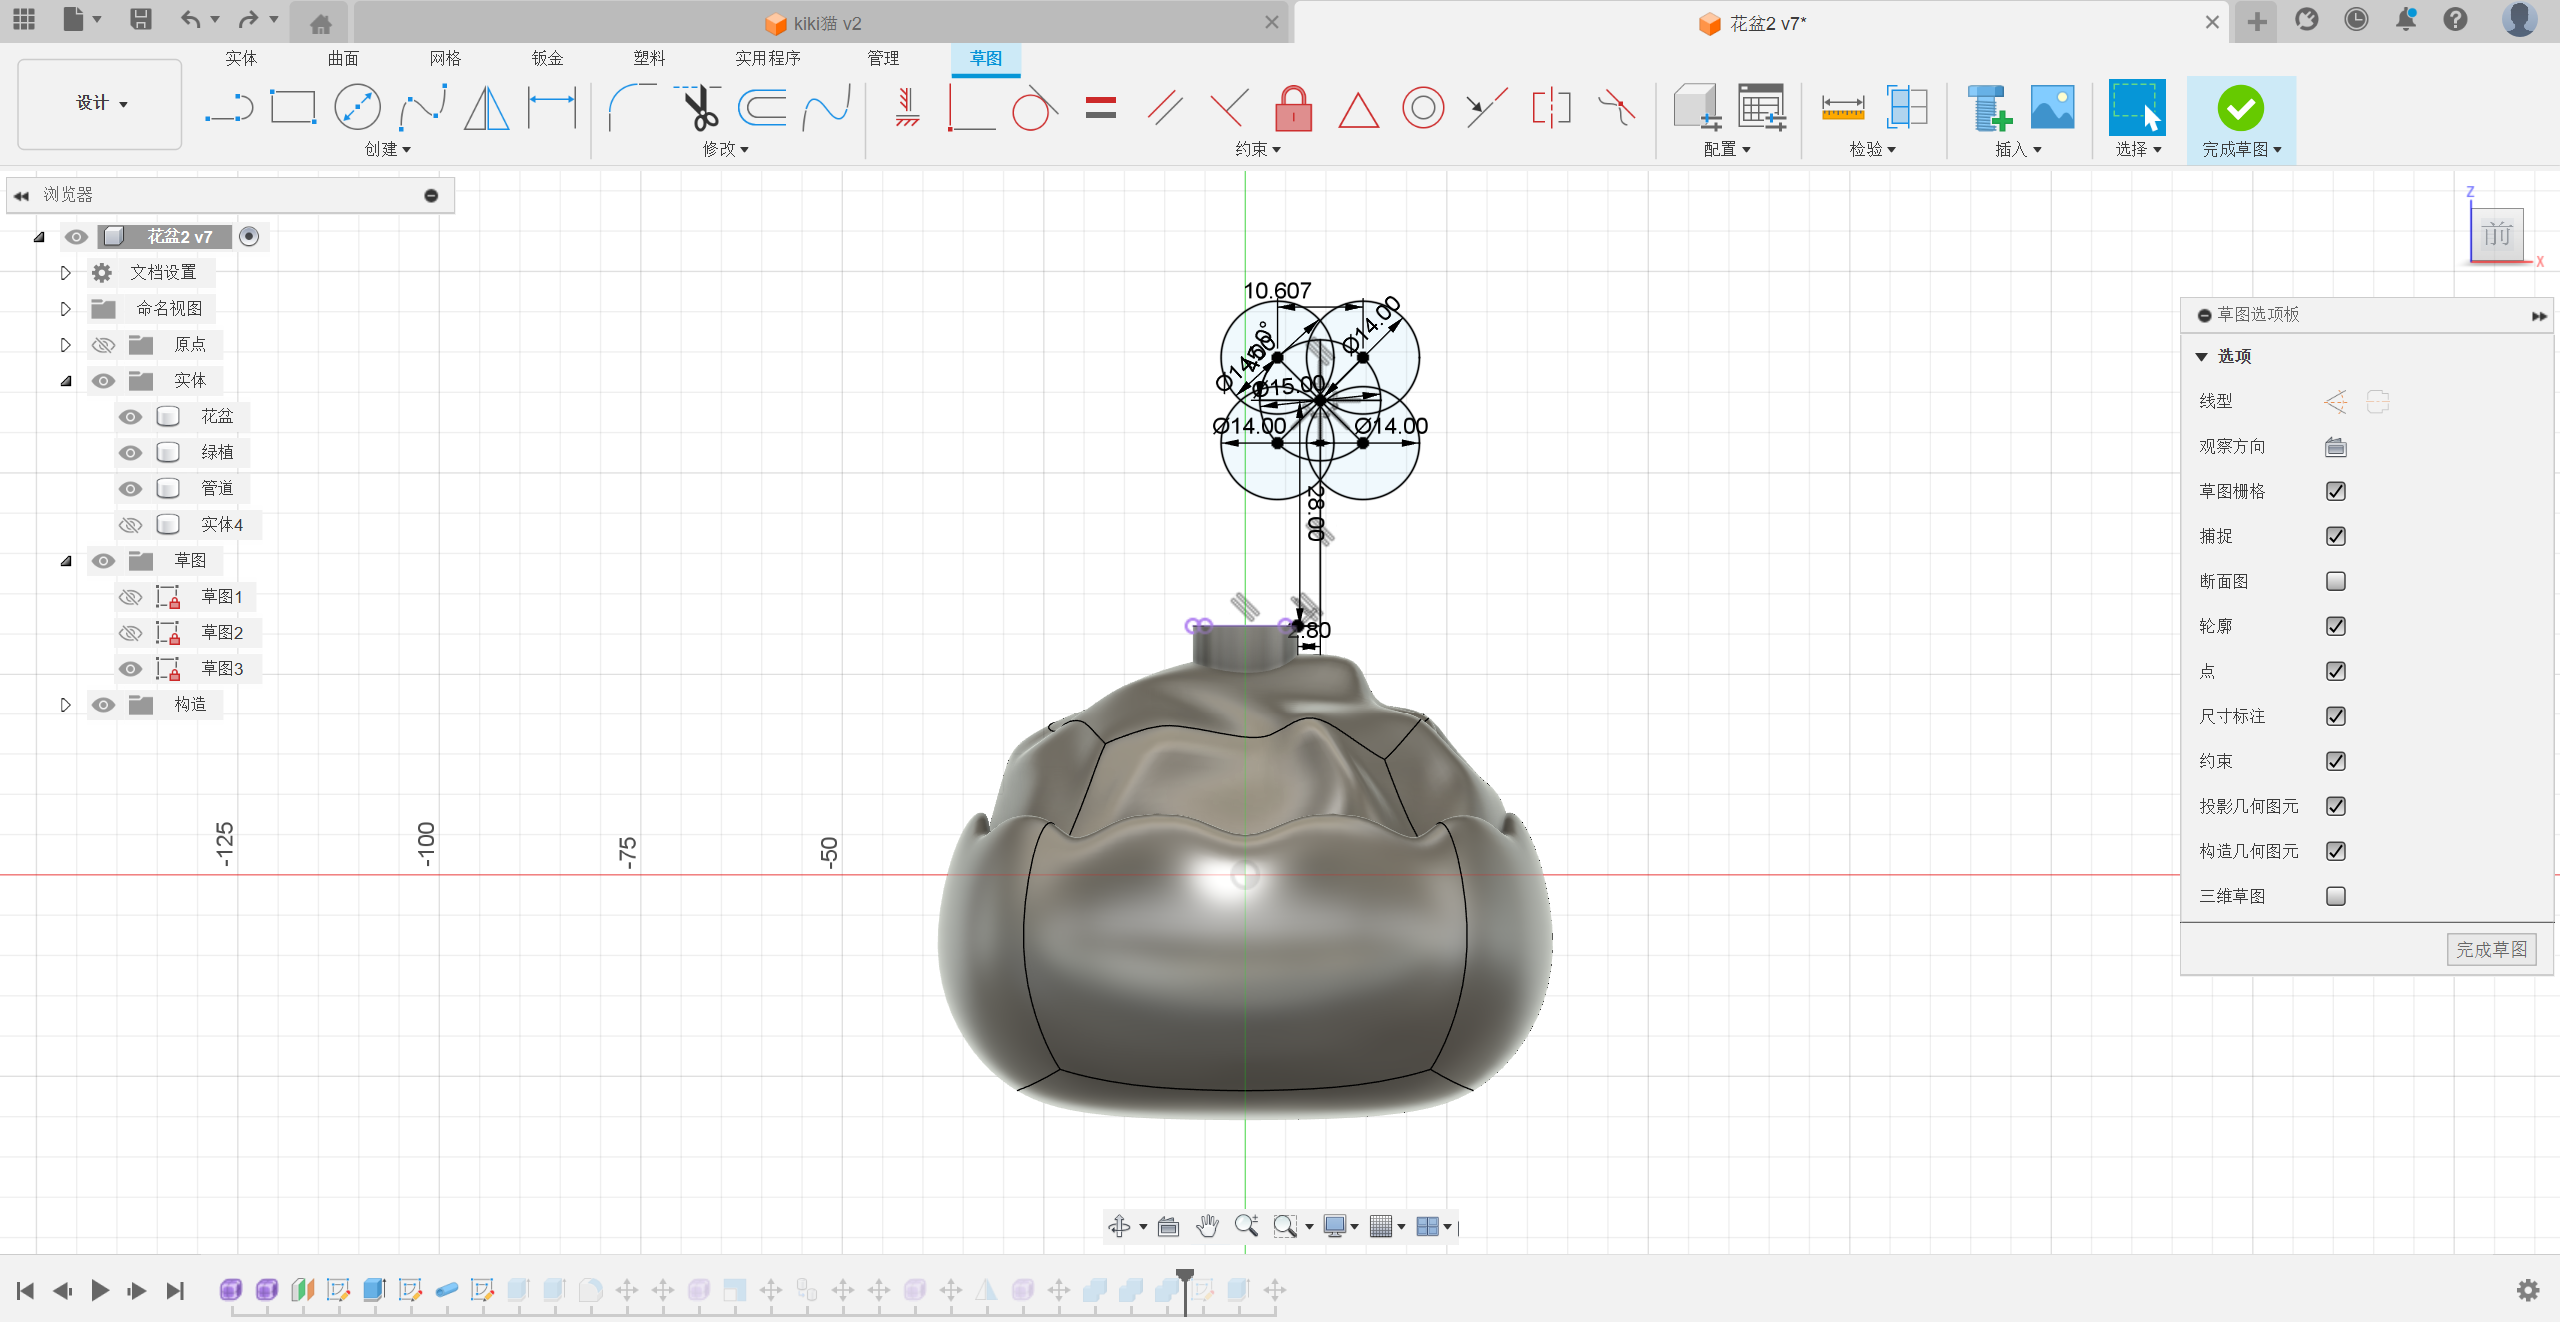 kiki猫 v2
花盆2 v7*
实体 曲面 网格 钣金 塑料 实用程序 管理 草图
设计
创建 修改 约束 配置 检验 插入 选择 完成草图
浏览器
花盆2 v7
文档设置
命名视图
原点
实体
花盆
绿植
管道
实体4
草图
草图1
草图2
草图3
构造
Z
前
X
10.607
Ø14.00
Ø15.00
Ø14.00
Ø14.00
28.00
2.80
-125
-100
-75
-50
草图选项板
选项
线型
观察方向
草图栅格
捕捉
断面图
轮廓
点
尺寸标注
约束
投影几何图元
构造几何图元
三维草图
完成草图